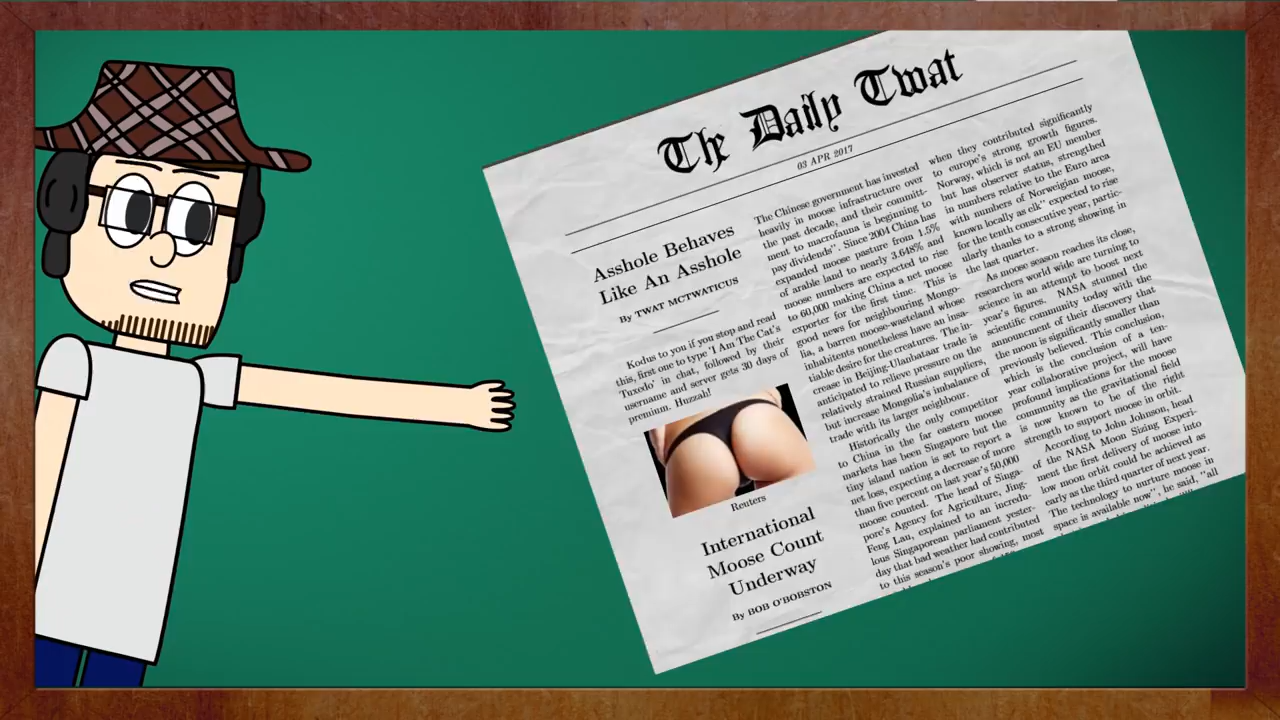 The Daily Twat
03 APR 2017
Asshole Behaves
Like An Asshole
By TWAT MCTWATICUS
Kodus to you if you stop and read
this, first one to type 'I Am The Cat's
Tuxedo' in chat, followed by their
username and server gets 30 days of
premium. Huzzah!
Reuters
International
Moose Count
Underway
By BOB O'BOBSTON
The Chinese government has invested
heavily in moose infrastructure over
the past decade, and their committ-
ment to macrofauna is beginning to
pay dividends". Since 2004 China has
expanded moose pasture from 1.5%
of arable land to nearly 3.648% and
moose numbers are expected to rise
to 60,000 making China a net moose
exporter for the first time. This is
good news for neighbouring Mongo-
lia, a barren moose-wasteland whose
inhabitents nonetheless have an insa-
tiable desire for the creatures. The in-
crease in Beijing-Ulanbataar trade is
anticipated to relieve pressure on the
relatively strained Russian suppliers,
but increase Mongolia's imbalance of
trade with its larger neighbour.
Historically the only competitor
to China in the far eastern moose
markets has been Singapore but the
tiny island nation is set to report a
net loss, expecting a decrease of more
than five percent on last year's 50,000
moose counted. The head of Singa-
pore's Agency for Agriculture, Jing-
Feng Lau, explained to an incredu-
lous Singaporean parliament yester-
day that bad weather had contributed
to this season's poor showing, most
when they contributed significantly
to europe's strong growth figures.
Norway, which is not an EU member
but has observer status, strengthed
in numbers relative to the Euro area
with numbers of Norweigian moose,
known locally as elk" expected to rise
for the tenth consecutive year, partic-
ularly thanks to a strong showing in
the last quarter.
As moose season reaches its close,
researchers world wide are turning to
science in an attempt to boost next
year's figures. NASA stunned the
scientific community today with the
announcment of their discovery that
the moon is significantly smaller than
previously believed. This conclusion,
which is the conclusion of a ten-
year collaborative project, will have
profound implications for the moose
community as the gravitational field
is now known to be of the right
strength to support moose in orbit.
According to John Johnson, head
of the NASA Moon Sizing Experi-
ment the first delivery of moose into
low moon orbit could be achieved as
early as the third quarter of next year.
The technology to nurture moose in
space is available now", he said, "all